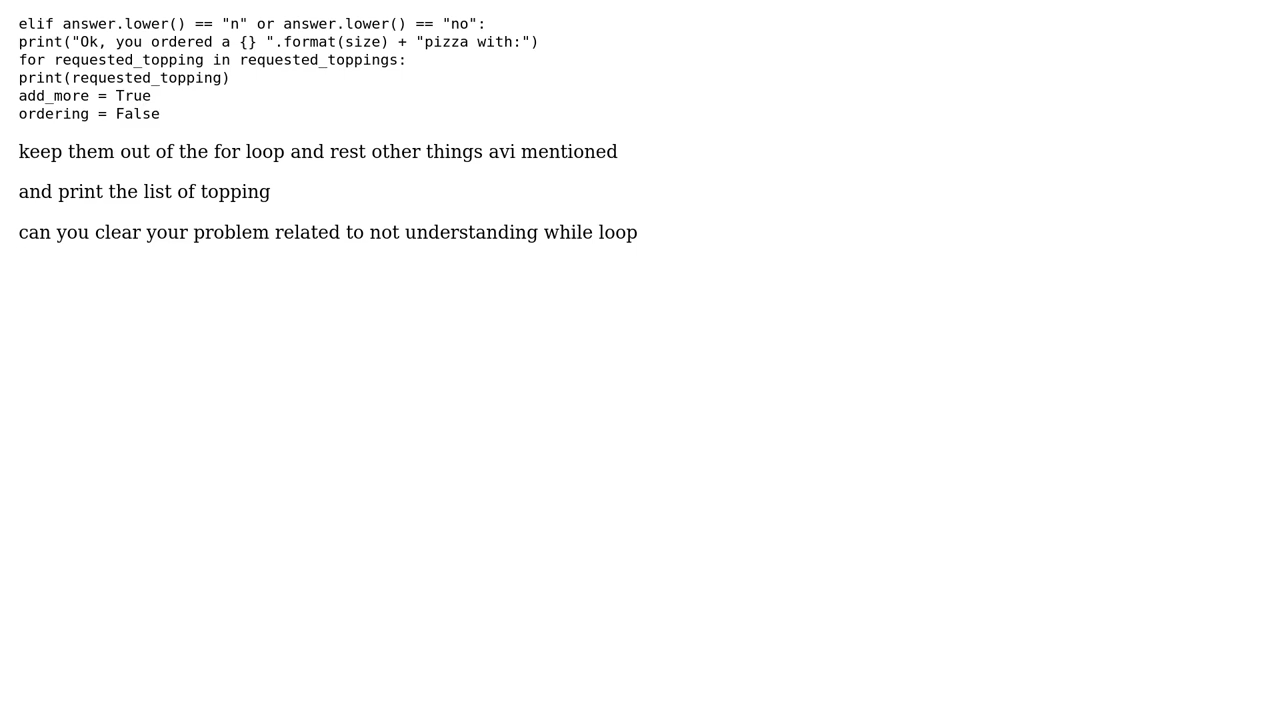 elif answer.lower() == "n" or answer.lower() == "no":
print("Ok, you ordered a {} ".format(size) + "pizza with:")
for requested_topping in requested_toppings:
print(requested_topping)
add_more = True
ordering = False
keep them out of the for loop and rest other things avi mentioned
and print the list of topping
can you clear your problem related to not understanding while loop